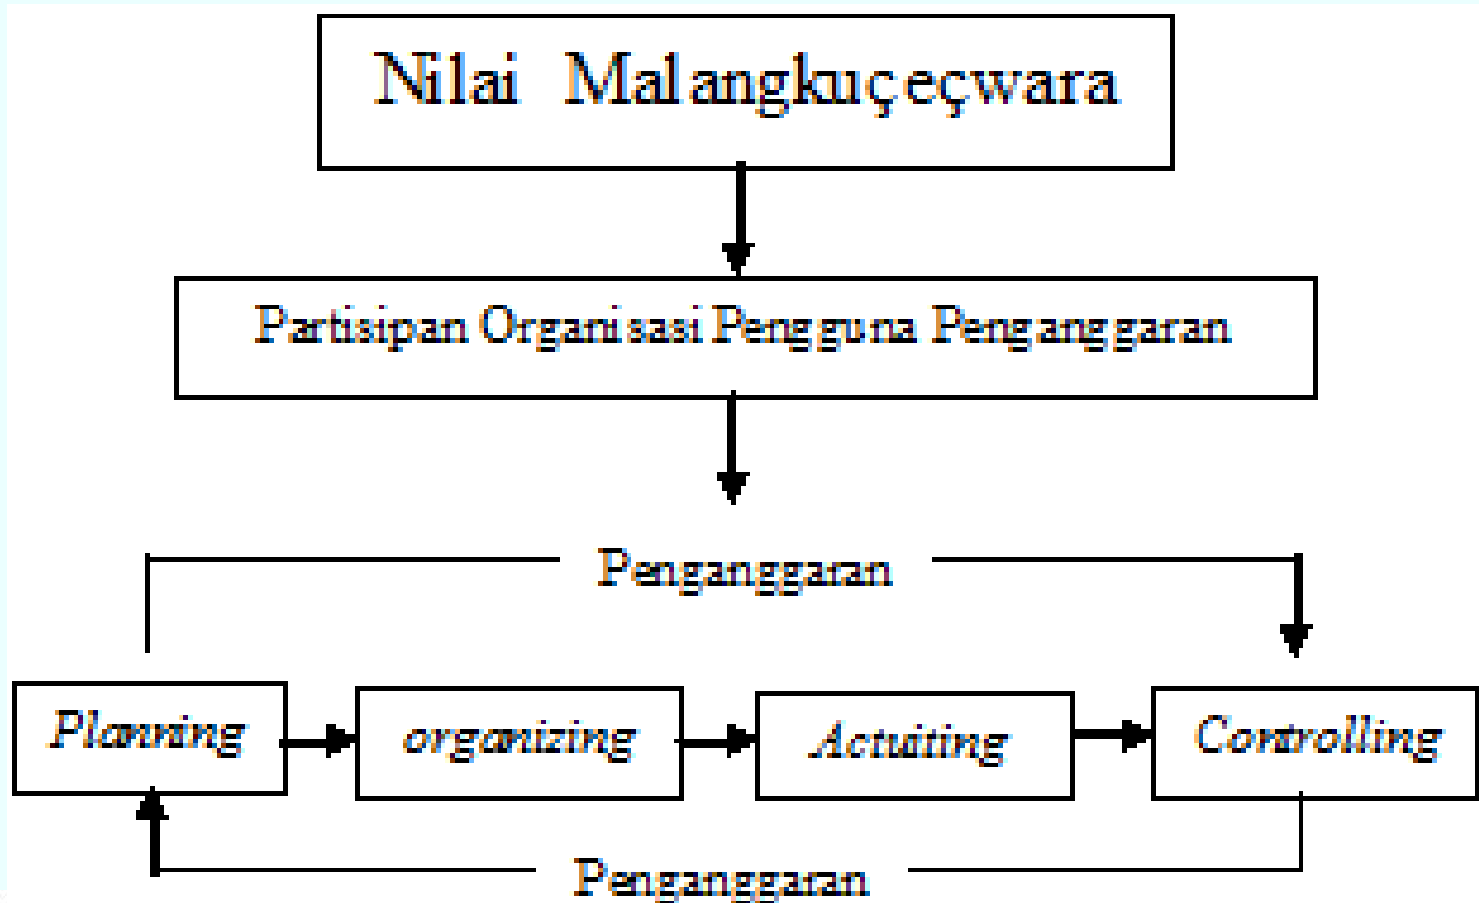 Nilai Malangkuçeçwara
Partisipan Organisasi Pengguna Penganggaran
Penganggaran
Planning
organizing
Actuiting
Controlling
Penganggaran